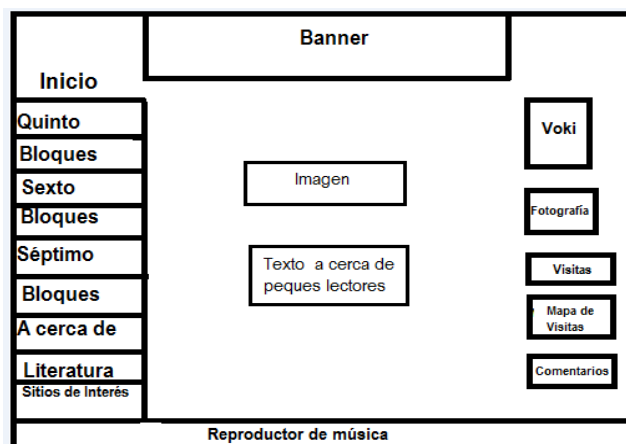 Banner
Inicio
Quinto
Bloques
Sexto
Bloques
Séptimo
Bloques
A cerca de
Literatura
Sitios de Interés
Imagen
Texto a cerca de
peques lectores
Voki
Fotografía
Visitas
Mapa de
Visitas
Comentarios
Reproductor de música